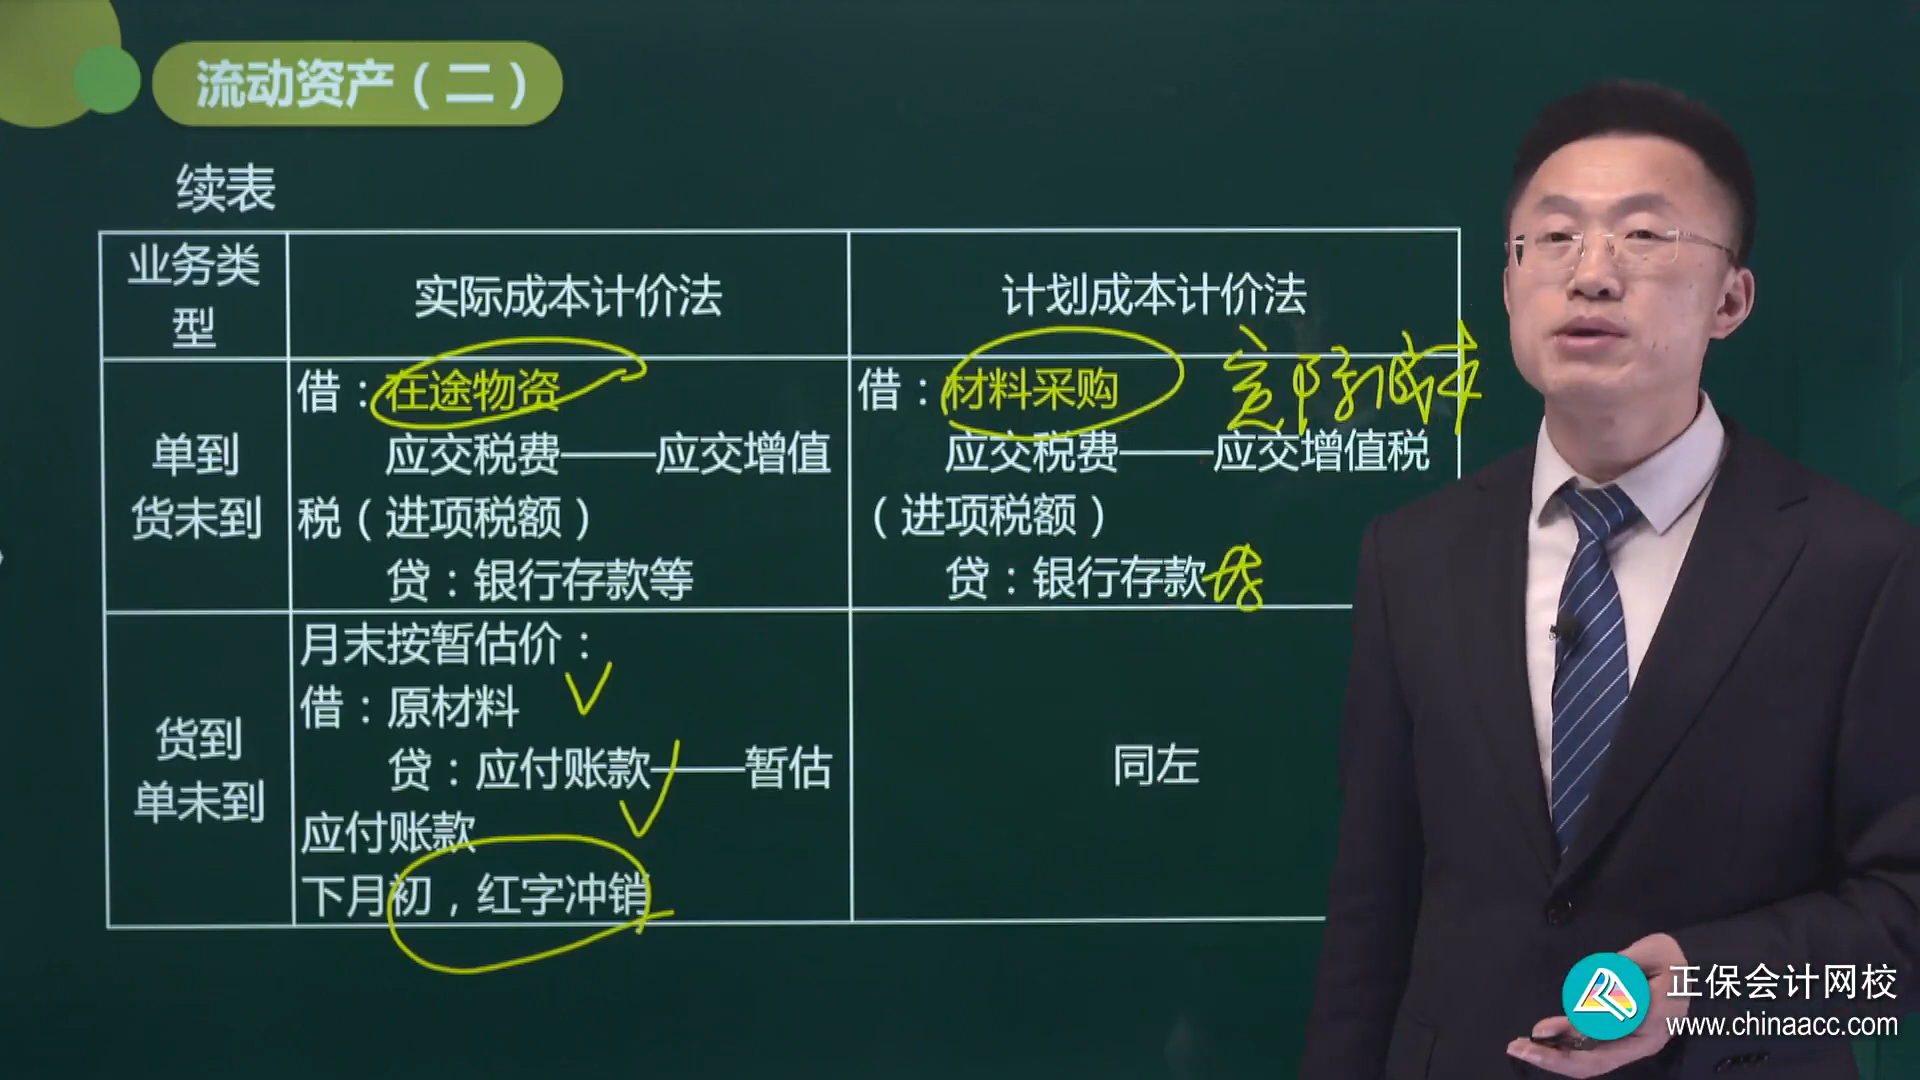 流动资产（二）
续表
业务类
型
实际成本计价法
计划成本计价法
单到
货未到
借：在途物资
应交税费——应交增值
税（进项税额）
贷：银行存款等
借：材料采购
实际成本
应交税费——应交增值税
（进项税额）
贷：银行存款
货到
单未到
月末按暂估价：
借：原材料
贷：应付账款——暂估
应付账款
下月初，红字冲销
同左
正保会计网校
www.chinaacc.com